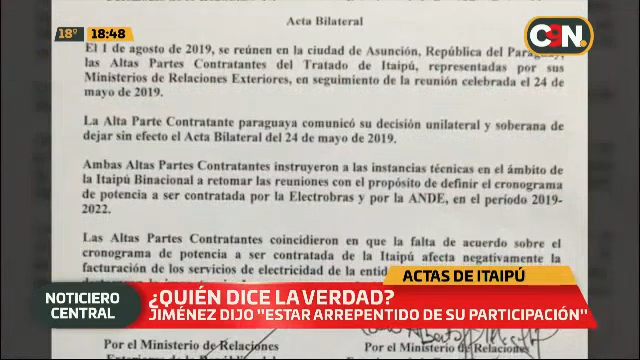 18° 18:48
C9N.
Acta Bilateral
El 1 de agosto de 2019, se reúnen en la ciudad de Asunción, República del Paraguay,
las Altas Partes Contratantes del Tratado de Itaipú, representadas por sus
Ministerios de Relaciones Exteriores, en seguimiento de la reunión celebrada el 24 de
mayo de 2019.
La Alta Parte Contratante paraguaya comunicó su decisión unilateral y soberana de
dejar sin efecto el Acta Bilateral del 24 de mayo de 2019.
Ambas Altas Partes Contratantes instruyeron a las instancias técnicas en el ámbito de
la Itaipú Binacional a retomar las reuniones con el propósito de definir el cronograma
de potencia a ser contratada por la Electrobras y por la ANDE, en el período 2019-
2022.
Las Altas Partes Contratantes coincidieron en que la falta de acuerdo sobre el
cronograma de potencia a ser contratada de la Itaipú afecta negativamente la
facturación de los servicios de electricidad de la
ACTAS DE ITAIPÚ
NOTICIERO
CENTRAL
¿QUIÉN DICE LA VERDAD?
JIMÉNEZ DIJO "ESTAR ARREPENTIDO DE SU PARTICIPACIÓN"
Por el Ministerio de
Por el Ministerio de Relaciones